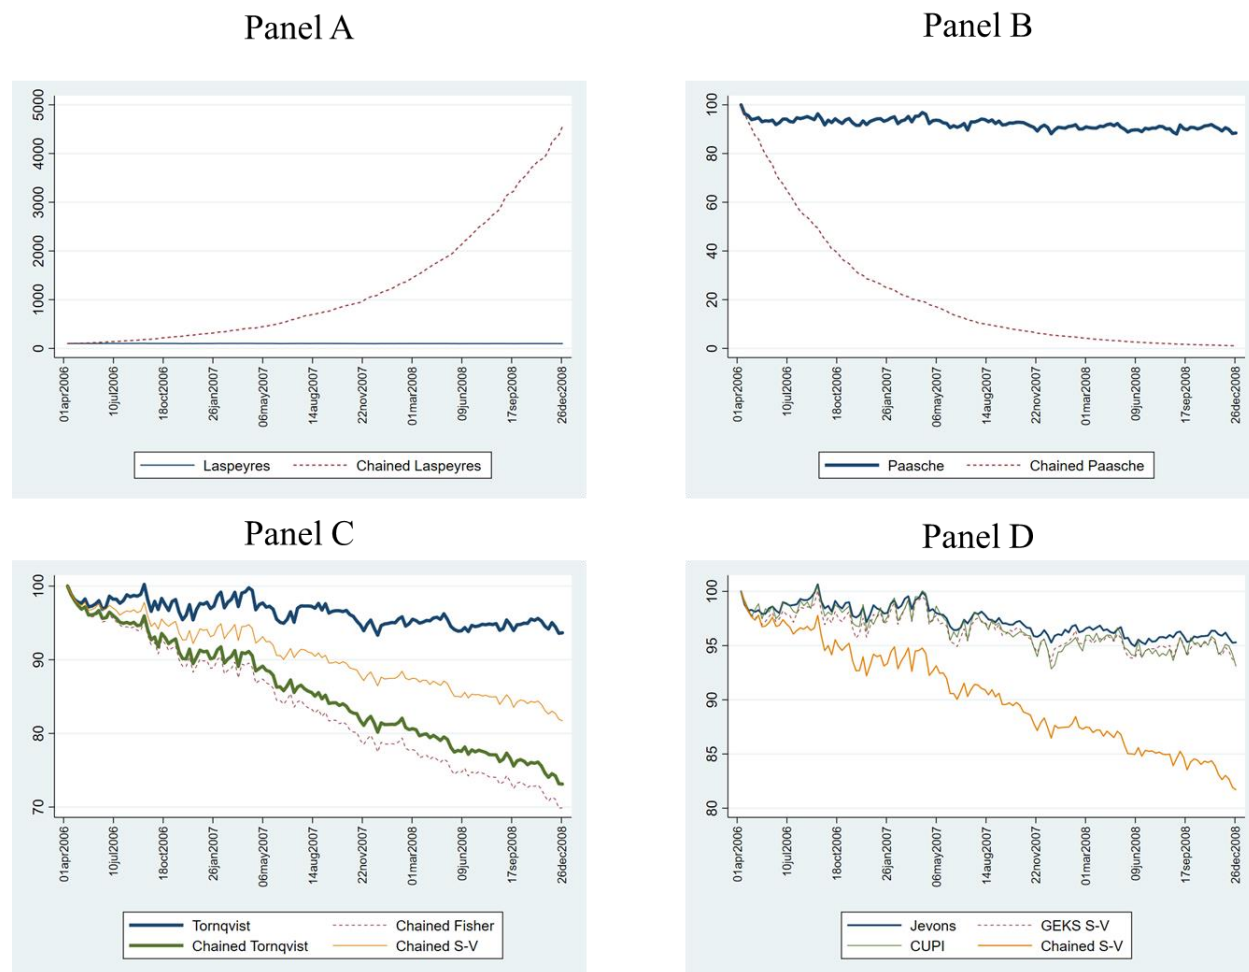 Panel A
5000
4000
3000
2000
1000
0
01apr2006
10jul2006
18oct2006
26jan2007
06may2007
14aug2007
22nov2007
01mar2008
09jun2008
17sep2008
26dec2008
Laspeyres
Chained Laspeyres
Panel B
100
80
60
40
20
0
01apr2006
10jul2006
18oct2006
26jan2007
06may2007
14aug2007
22nov2007
01mar2008
09jun2008
17sep2008
26dec2008
Paasche
Chained Paasche
Panel C
100
90
80
70
01apr2006
10jul2006
18oct2006
26jan2007
06may2007
14aug2007
22nov2007
01mar2008
09jun2008
17sep2008
26dec2008
Tornqvist
Chained Fisher
Chained Tornqvist
Chained S-V
Panel D
100
95
90
85
80
01apr2006
10jul2006
18oct2006
26jan2007
06may2007
14aug2007
22nov2007
01mar2008
09jun2008
17sep2008
26dec2008
Jevons
GEKS S-V
CUPI
Chained S-V